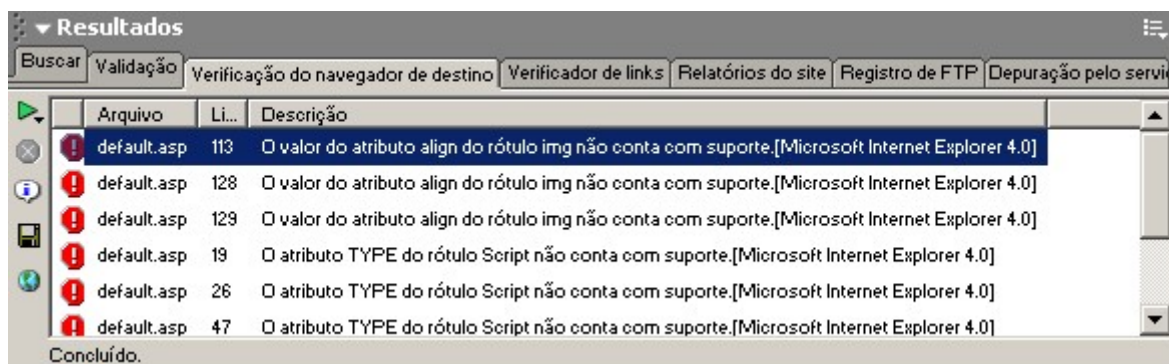 Resultados
Buscar Validação Verificação do navegador de destino Verificador de links Relatórios do site Registro de FTP Depuração pelo
Arquivo Li... Descrição
default.asp 113 O valor do atributo align do rótulo img não conta com suporte.[Microsoft Internet Explorer 4.0]
default.asp 128 O valor do atributo align do rótulo img não conta com suporte.[Microsoft Internet Explorer 4.0]
default.asp 129 O valor do atributo align do rótulo img não conta com suporte.[Microsoft Internet Explorer 4.0]
default.asp 19 O atributo TYPE do rótulo Script não conta com suporte.[Microsoft Internet Explorer 4.0]
default.asp 26 O atributo TYPE do rótulo Script não conta com suporte.[Microsoft Internet Explorer 4.0]
default.asp 47 O atributo TYPE do rótulo Script não conta com suporte.[Microsoft Internet Explorer 4.0]
Concluído.